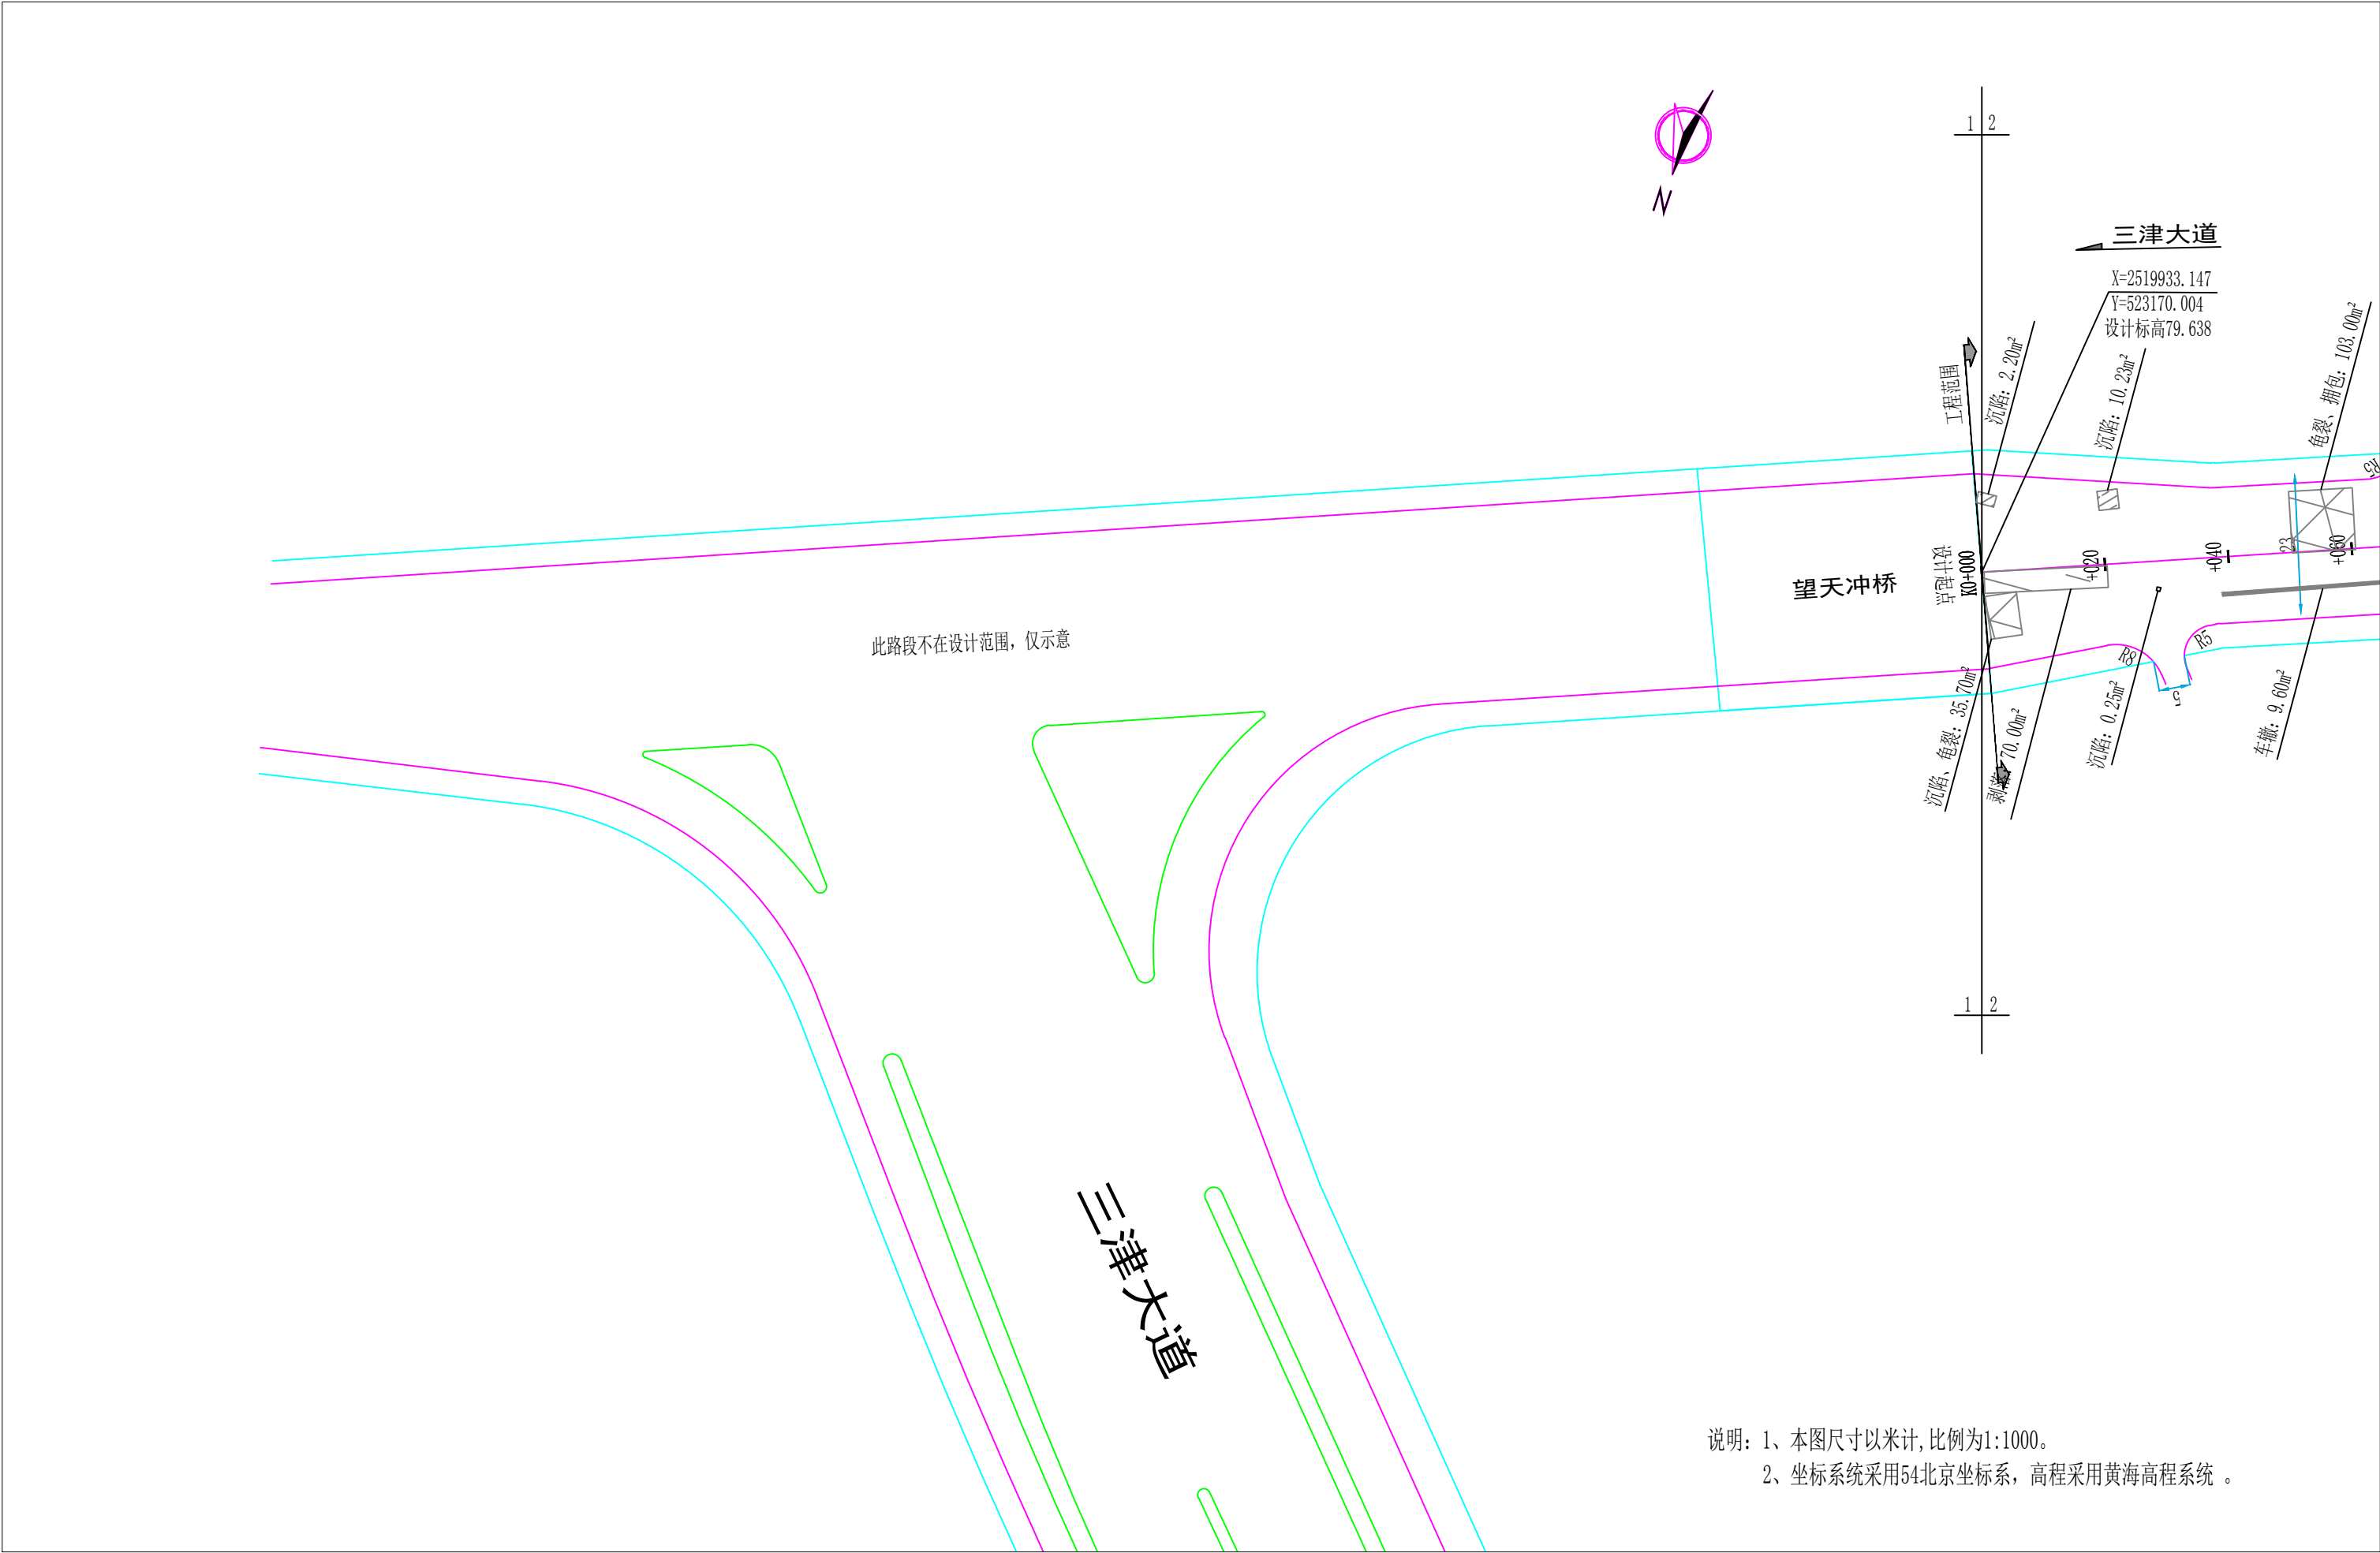 N
1 2
三津大道
X=2519933.147
Y=523170.004
设计标高79.638
工程范围
沉陷: 2.20m²
沉陷: 10.23m²
龟裂、拥包: 103.00m²
R5
望天冲桥
设计起点
K0+000
+020
+040
23
+060
此路段不在设计范围, 仅示意
R8
R5
5
沉陷、龟裂: 35.70m²
70.00m²
沉陷: 0.25m²
车辙: 9.60m²
1 2
三津大道
说明: 1、本图尺寸以米计,比例为1:1000。
2、坐标系统采用54北京坐标系, 高程采用黄海高程系统 。